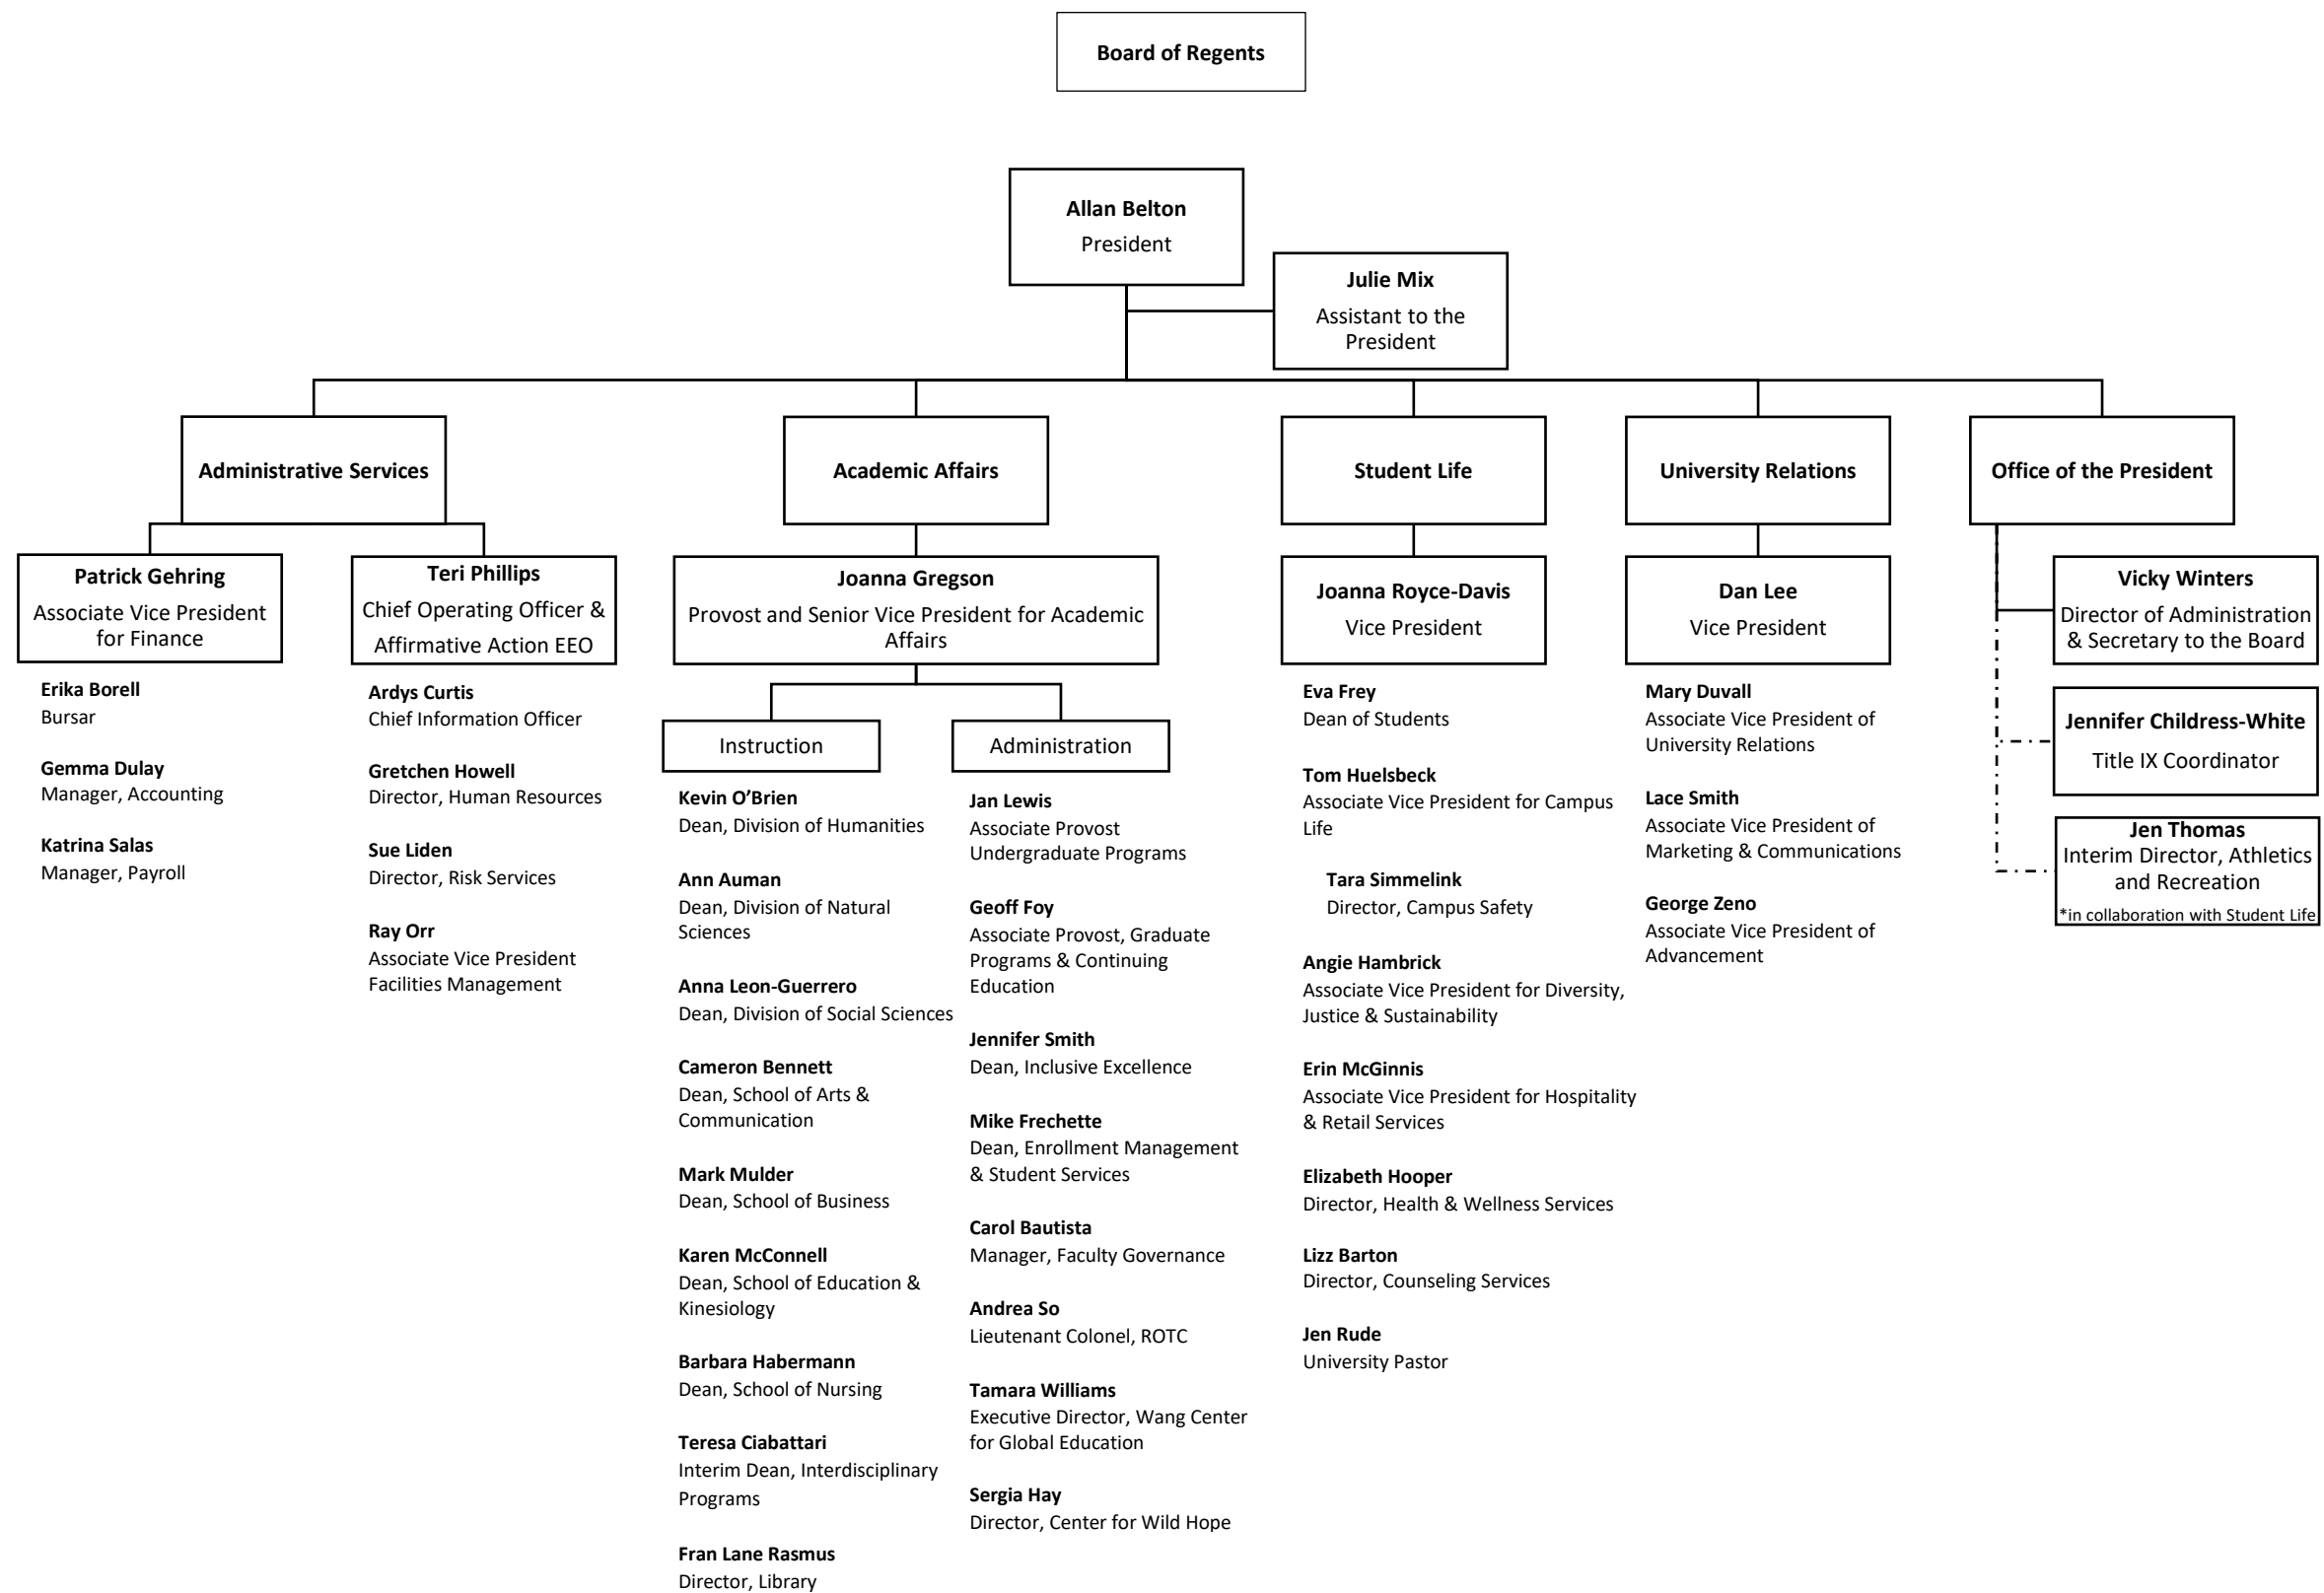 Board of Regents
Allan Belton
President
Julie Mix
Assistant to the
President
Administrative Services
Academic Affairs
Student Life
University Relations
Office of the President
Patrick Gehring
Associate Vice President
for Finance
Teri Phillips
Chief Operating Officer &
Affirmative Action EEO
Joanna Gregson
Provost and Senior Vice President for Academic
Affairs
Joanna Royce-Davis
Vice President
Dan Lee
Vice President
Vicky Winters
Director of Administration
& Secretary to the Board
Jennifer Childress-White
Title IX Coordinator
Jen Thomas
Interim Director, Athletics
and Recreation
*in collaboration with Student Life
Erika Borell
Bursar
Gemma Dulay
Manager, Accounting
Katrina Salas
Manager, Payroll
Ardys Curtis
Chief Information Officer
Gretchen Howell
Director, Human Resources
Sue Liden
Director, Risk Services
Ray Orr
Associate Vice President
Facilities Management
Instruction
Kevin O’Brien
Dean, Division of Humanities
Ann Auman
Dean, Division of Natural
Sciences
Anna Leon-Guerrero
Dean, Division of Social Sciences
Cameron Bennett
Dean, School of Arts &
Communication
Mark Mulder
Dean, School of Business
Karen McConnell
Dean, School of Education &
Kinesiology
Barbara Habermann
Dean, School of Nursing
Teresa Ciabattari
Interim Dean, Interdisciplinary
Programs
Fran Lane Rasmus
Director, Library
Administration
Jan Lewis
Associate Provost
Undergraduate Programs
Geoff Foy
Associate Provost, Graduate
Programs & Continuing
Education
Jennifer Smith
Dean, Inclusive Excellence
Mike Frechette
Dean, Enrollment Management
& Student Services
Carol Bautista
Manager, Faculty Governance
Andrea So
Lieutenant Colonel, ROTC
Tamara Williams
Executive Director, Wang Center
for Global Education
Sergia Hay
Director, Center for Wild Hope
Eva Frey
Dean of Students
Tom Huelsbeck
Associate Vice President for Campus
Life
Tara Simmelink
Director, Campus Safety
Angie Hambrick
Associate Vice President for Diversity,
Justice & Sustainability
Erin McGinnis
Associate Vice President for Hospitality
& Retail Services
Elizabeth Hooper
Director, Health & Wellness Services
Lizz Barton
Director, Counseling Services
Jen Rude
University Pastor
Mary Duvall
Associate Vice President of
University Relations
Lace Smith
Associate Vice President of
Marketing & Communications
George Zeno
Associate Vice President of
Advancement